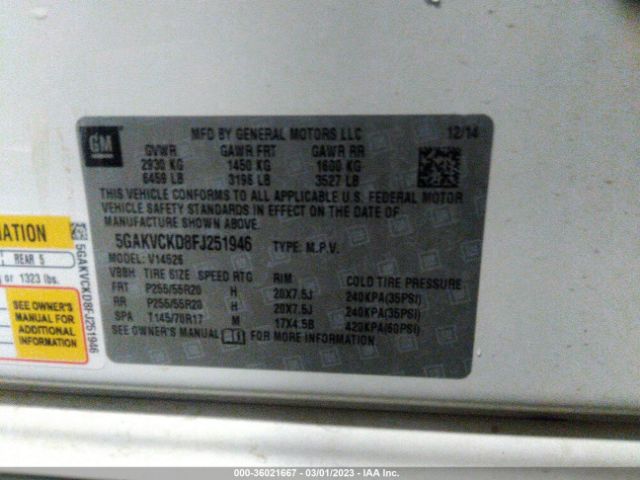 GM
MFD BY GENERAL MOTORS LLC 12/14
GVWR GAWR FRT GAWR RR
2930 KG 1450 KG 1600 KG
6459 LB 3196 LB 3527 LB
THIS VEHICLE CONFORMS TO ALL APPLICABLE U.S. FEDERAL MOTOR
VEHICLE SAFETY STANDARDS IN EFFECT ON THE DATE OF
MANUFACTURE SHOWN ABOVE.
5GAKVCKD8FJ251946 TYPE: M.P.V.
MODEL: V14526
VBBH TIRE SIZE SPEED RTG RIM COLD TIRE PRESSURE
FRT P255/55R20 H 20X7.5J 240KPA(35PSI)
RR P255/55R20 H 20X7.5J 240KPA(35PSI)
SPA T145/70R17 M 17X4.5B 420KPA(60PSI)
SEE OWNER'S MANUAL FOR ADDITIONAL INFORMATION.
REAR 5
or 1323 lbs.
SEE OWNER'S
MANUAL FOR
ADDITIONAL
INFORMATION
5GAKVCKD8FJ251946
000-36021667 - 03/01/2023 - IAA Inc.